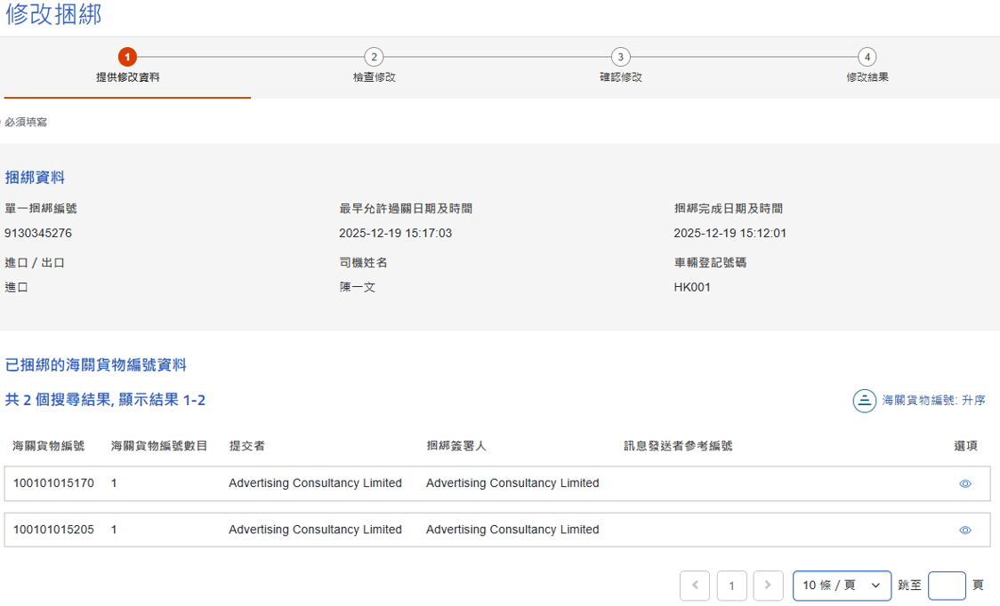 修改捆綁
1 2 3 4
提供修改資料 檢查修改 確認修改 修改結果
* 必須填寫
捆綁資料
單一捆綁編號 最早允許過關日期及時間 捆綁完成日期及時間
9130345276 2025-12-19 15:17:03 2025-12-19 15:12:01
進口 / 出口 司機姓名 車輛登記號碼
進口 陳一文 HK001
已捆綁的海關貨物編號資料
共 2 個搜尋結果, 顯示結果 1-2 海關貨物編號: 升序
海關貨物編號 海關貨物編號數目 提交者 捆綁簽署人 訊息發送者參考編號 選項
100101015170 1 Advertising Consultancy Limited Advertising Consultancy Limited
100101015205 1 Advertising Consultancy Limited Advertising Consultancy Limited
1 10 條 / 頁 跳至 頁